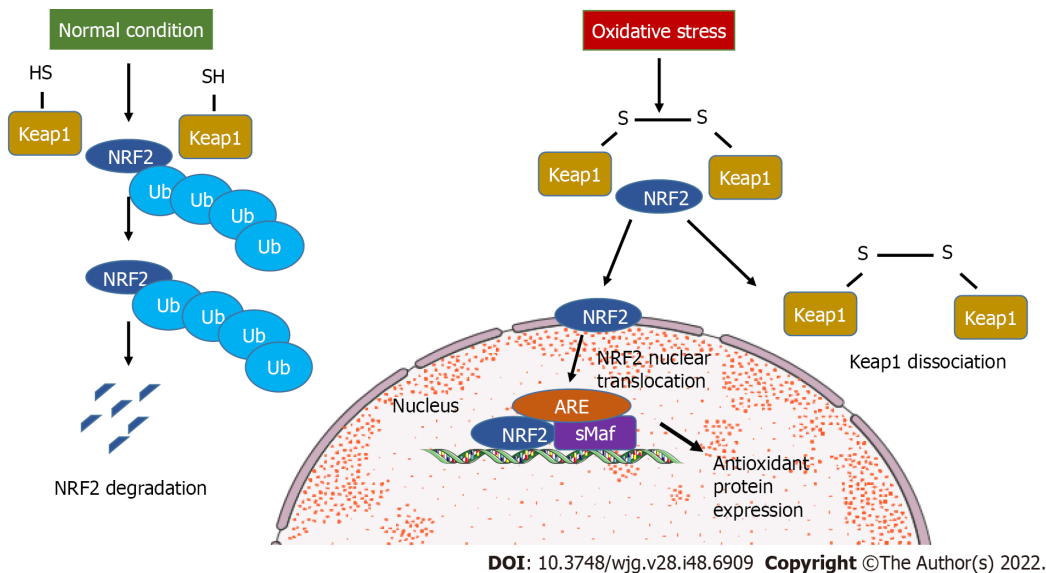 Normal condition
HS
SH
Keap1
Keap1
NRF2
Ub
Ub
Ub
Ub
NRF2
Ub
Ub
Ub
Ub
NRF2 degradation
Oxidative stress
S
S
Keap1
Keap1
NRF2
S
S
Keap1
Keap1
Keap1 dissociation
NRF2
NRF2 nuclear
translocation
Nucleus
ARE
NRF2
sMaf
Antioxidant
protein
expression
DOI: 10.3748/wjg.v28.i48.6909 Copyright ©The Author(s) 2022.